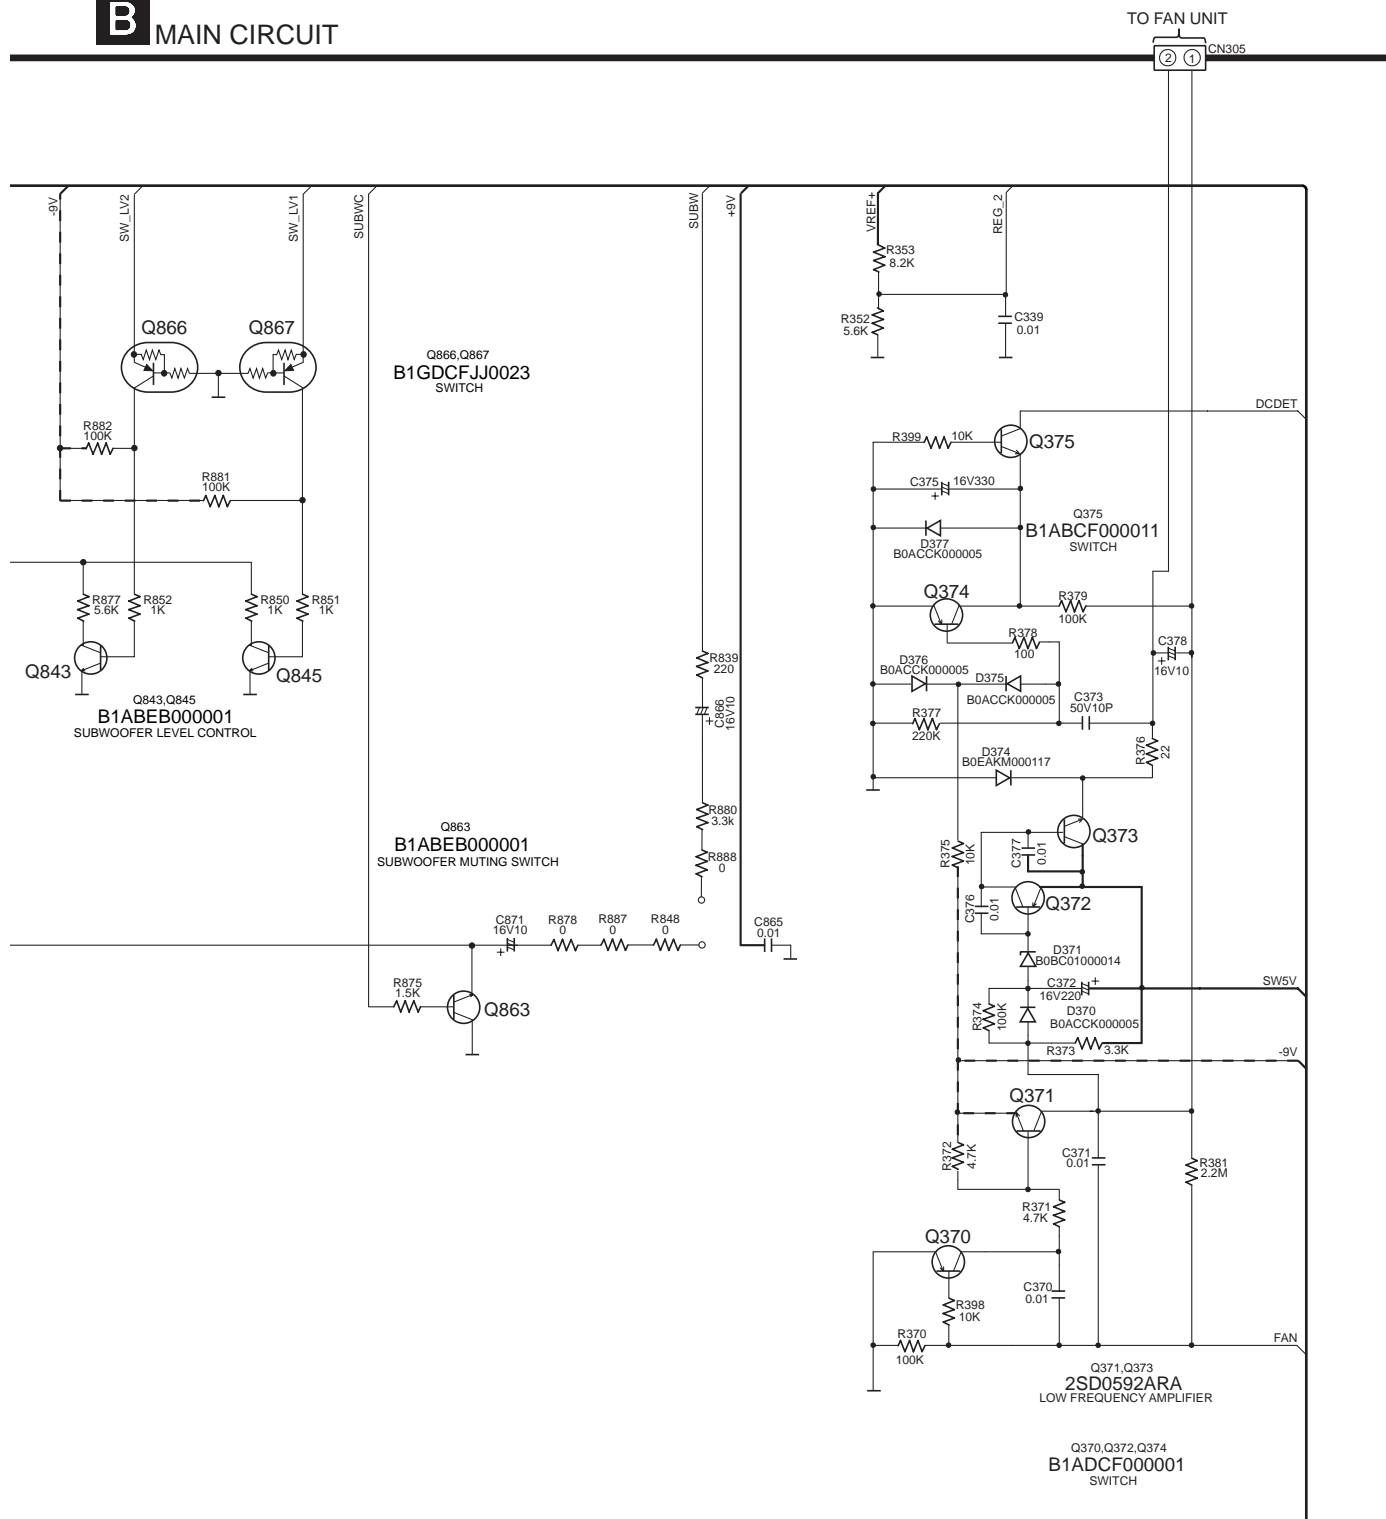 B MAIN CIRCUIT
TO FAN UNIT
CN305
2 1
-9V
SW_LV2
SW_LV1
SUBWC
SUBW
+9V
VREF+
REG_2
R353
8.2K
R352
5.6K
C339
0.01
Q866
Q867
Q866,Q867
B1GDCFJJ0023
SWITCH
R882
100K
R881
100K
DCDET
R399 10K
Q375
C375 16V330
+
Q375
B1ABCF000011
SWITCH
D377
B0ACCK000005
Q374
R379
100K
R378
100
C378
+
16V10
R877
5.6K
R852
1K
R850
1K
R851
1K
Q843
Q845
Q843,Q845
B1ABEB000001
SUBWOOFER LEVEL CONTROL
R839
220
C866
16V10
+
D376
B0ACCK000005
D375
B0ACCK000005
C373
50V10P
R377
220K
R376
22
D374
B0EAKM000117
R880
3.3k
R888
0
Q863
B1ABEB000001
SUBWOOFER MUTING SWITCH
Q373
C377
0.01
R375
10K
Q372
C376
0.01
C871
16V10
+
R878
0
R887
0
R848
0
C865
0.01
D371
B0BC01000014
R875
1.5K
Q863
C372
16V220
+
SW5V
R374
100K
D370
B0ACCK000005
R373 3.3K
-9V
Q371
R372
4.7K
C371
0.01
R381
2.2M
R371
4.7K
Q370
C370
0.01
R398
10K
R370
100K
FAN
Q371,Q373
2SD0592ARA
LOW FREQUENCY AMPLIFIER
Q370,Q372,Q374
B1ADCF000001
SWITCH